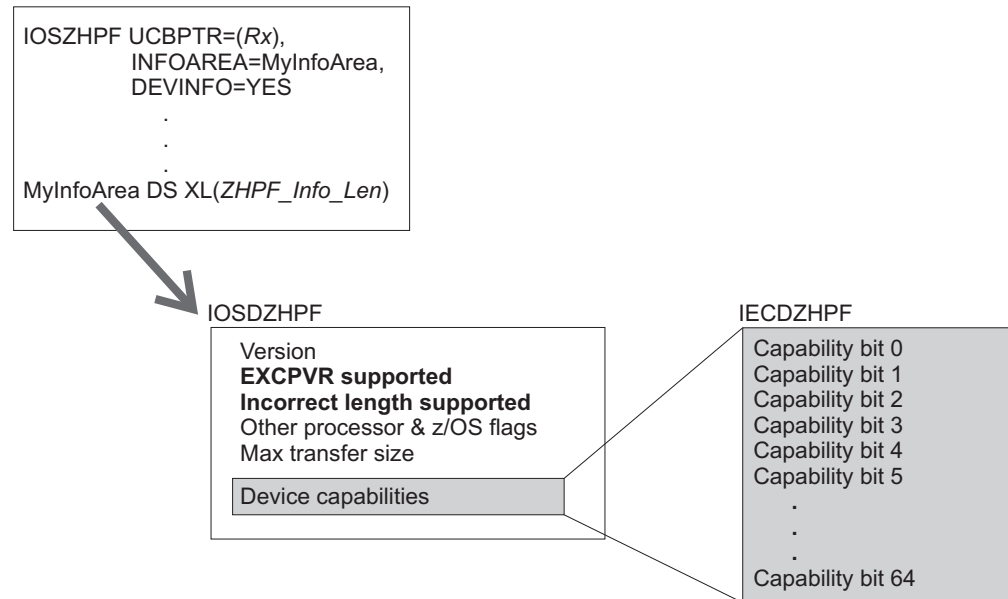 IOSZHPF UCBPTR=(Rx),
INFOAREA=MyInfoArea,
DEVINFO=YES
.
.
.
MyInfoArea DS XL(ZHPF_Info_Len)
IOSDZHPF
Version
EXCPVR supported
Incorrect length supported
Other processor & z/OS flags
Max transfer size
Device capabilities
IECDZHPF
Capability bit 0
Capability bit 1
Capability bit 2
Capability bit 3
Capability bit 4
Capability bit 5
.
.
.
Capability bit 64